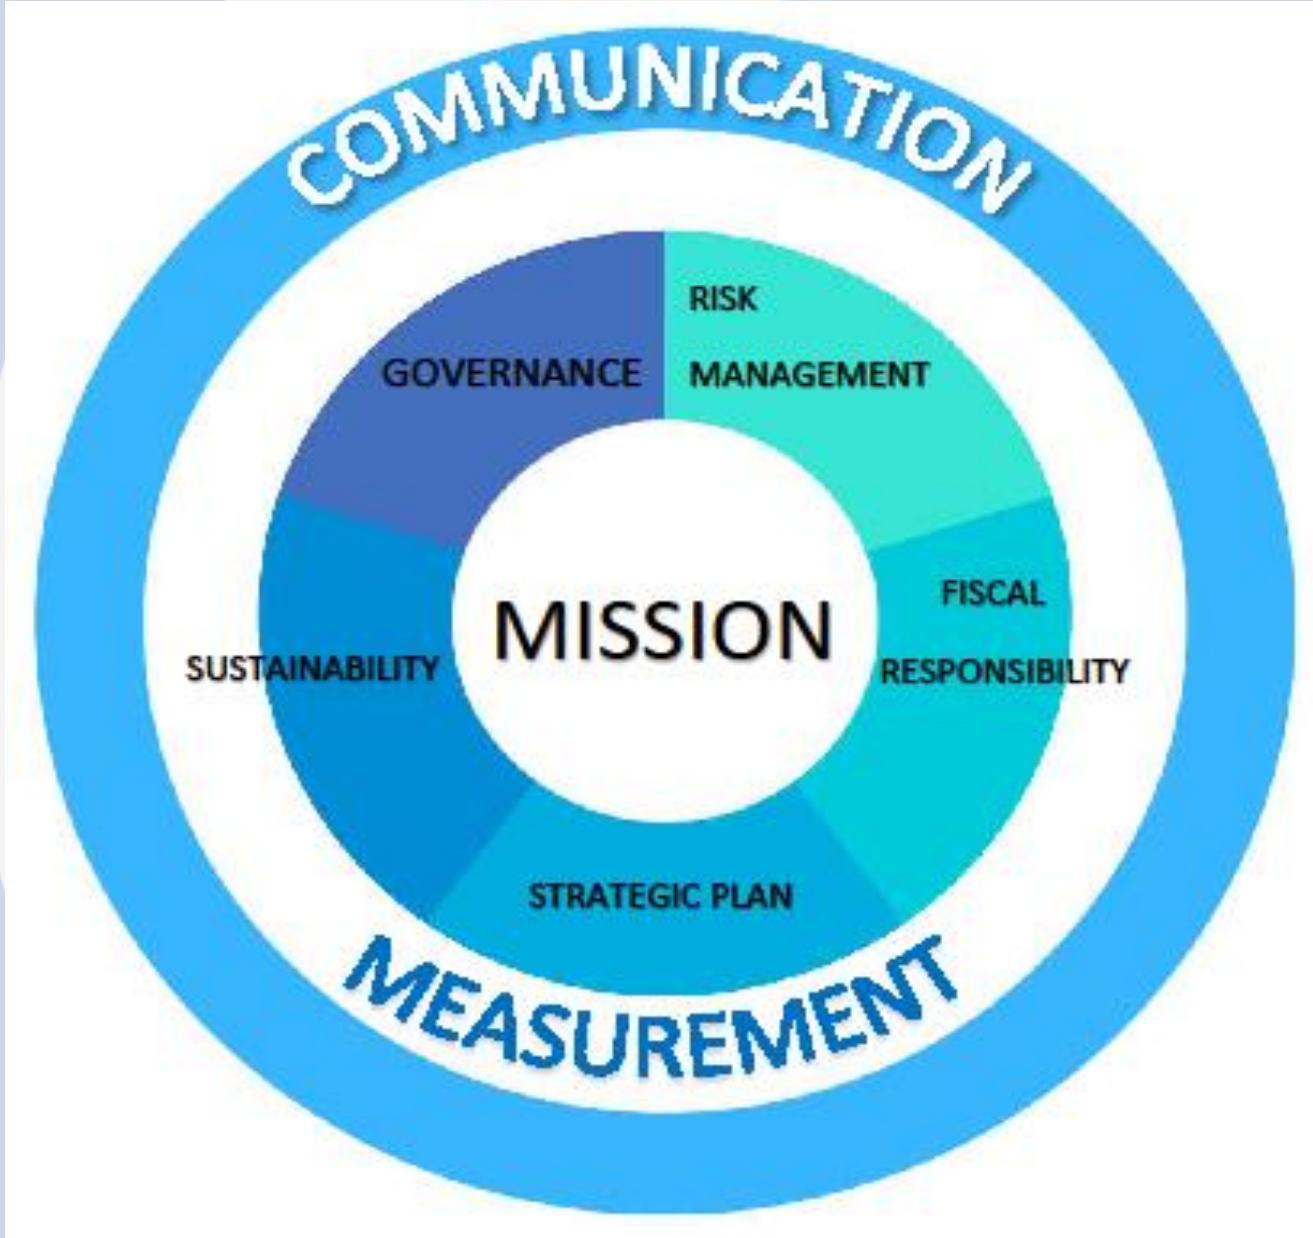 COMMUNICATION
GOVERNANCE
RISK
MANAGEMENT
FISCAL
RESPONSIBILITY
MISSION
SUSTAINABILITY
STRATEGIC PLAN
MEASUREMENT